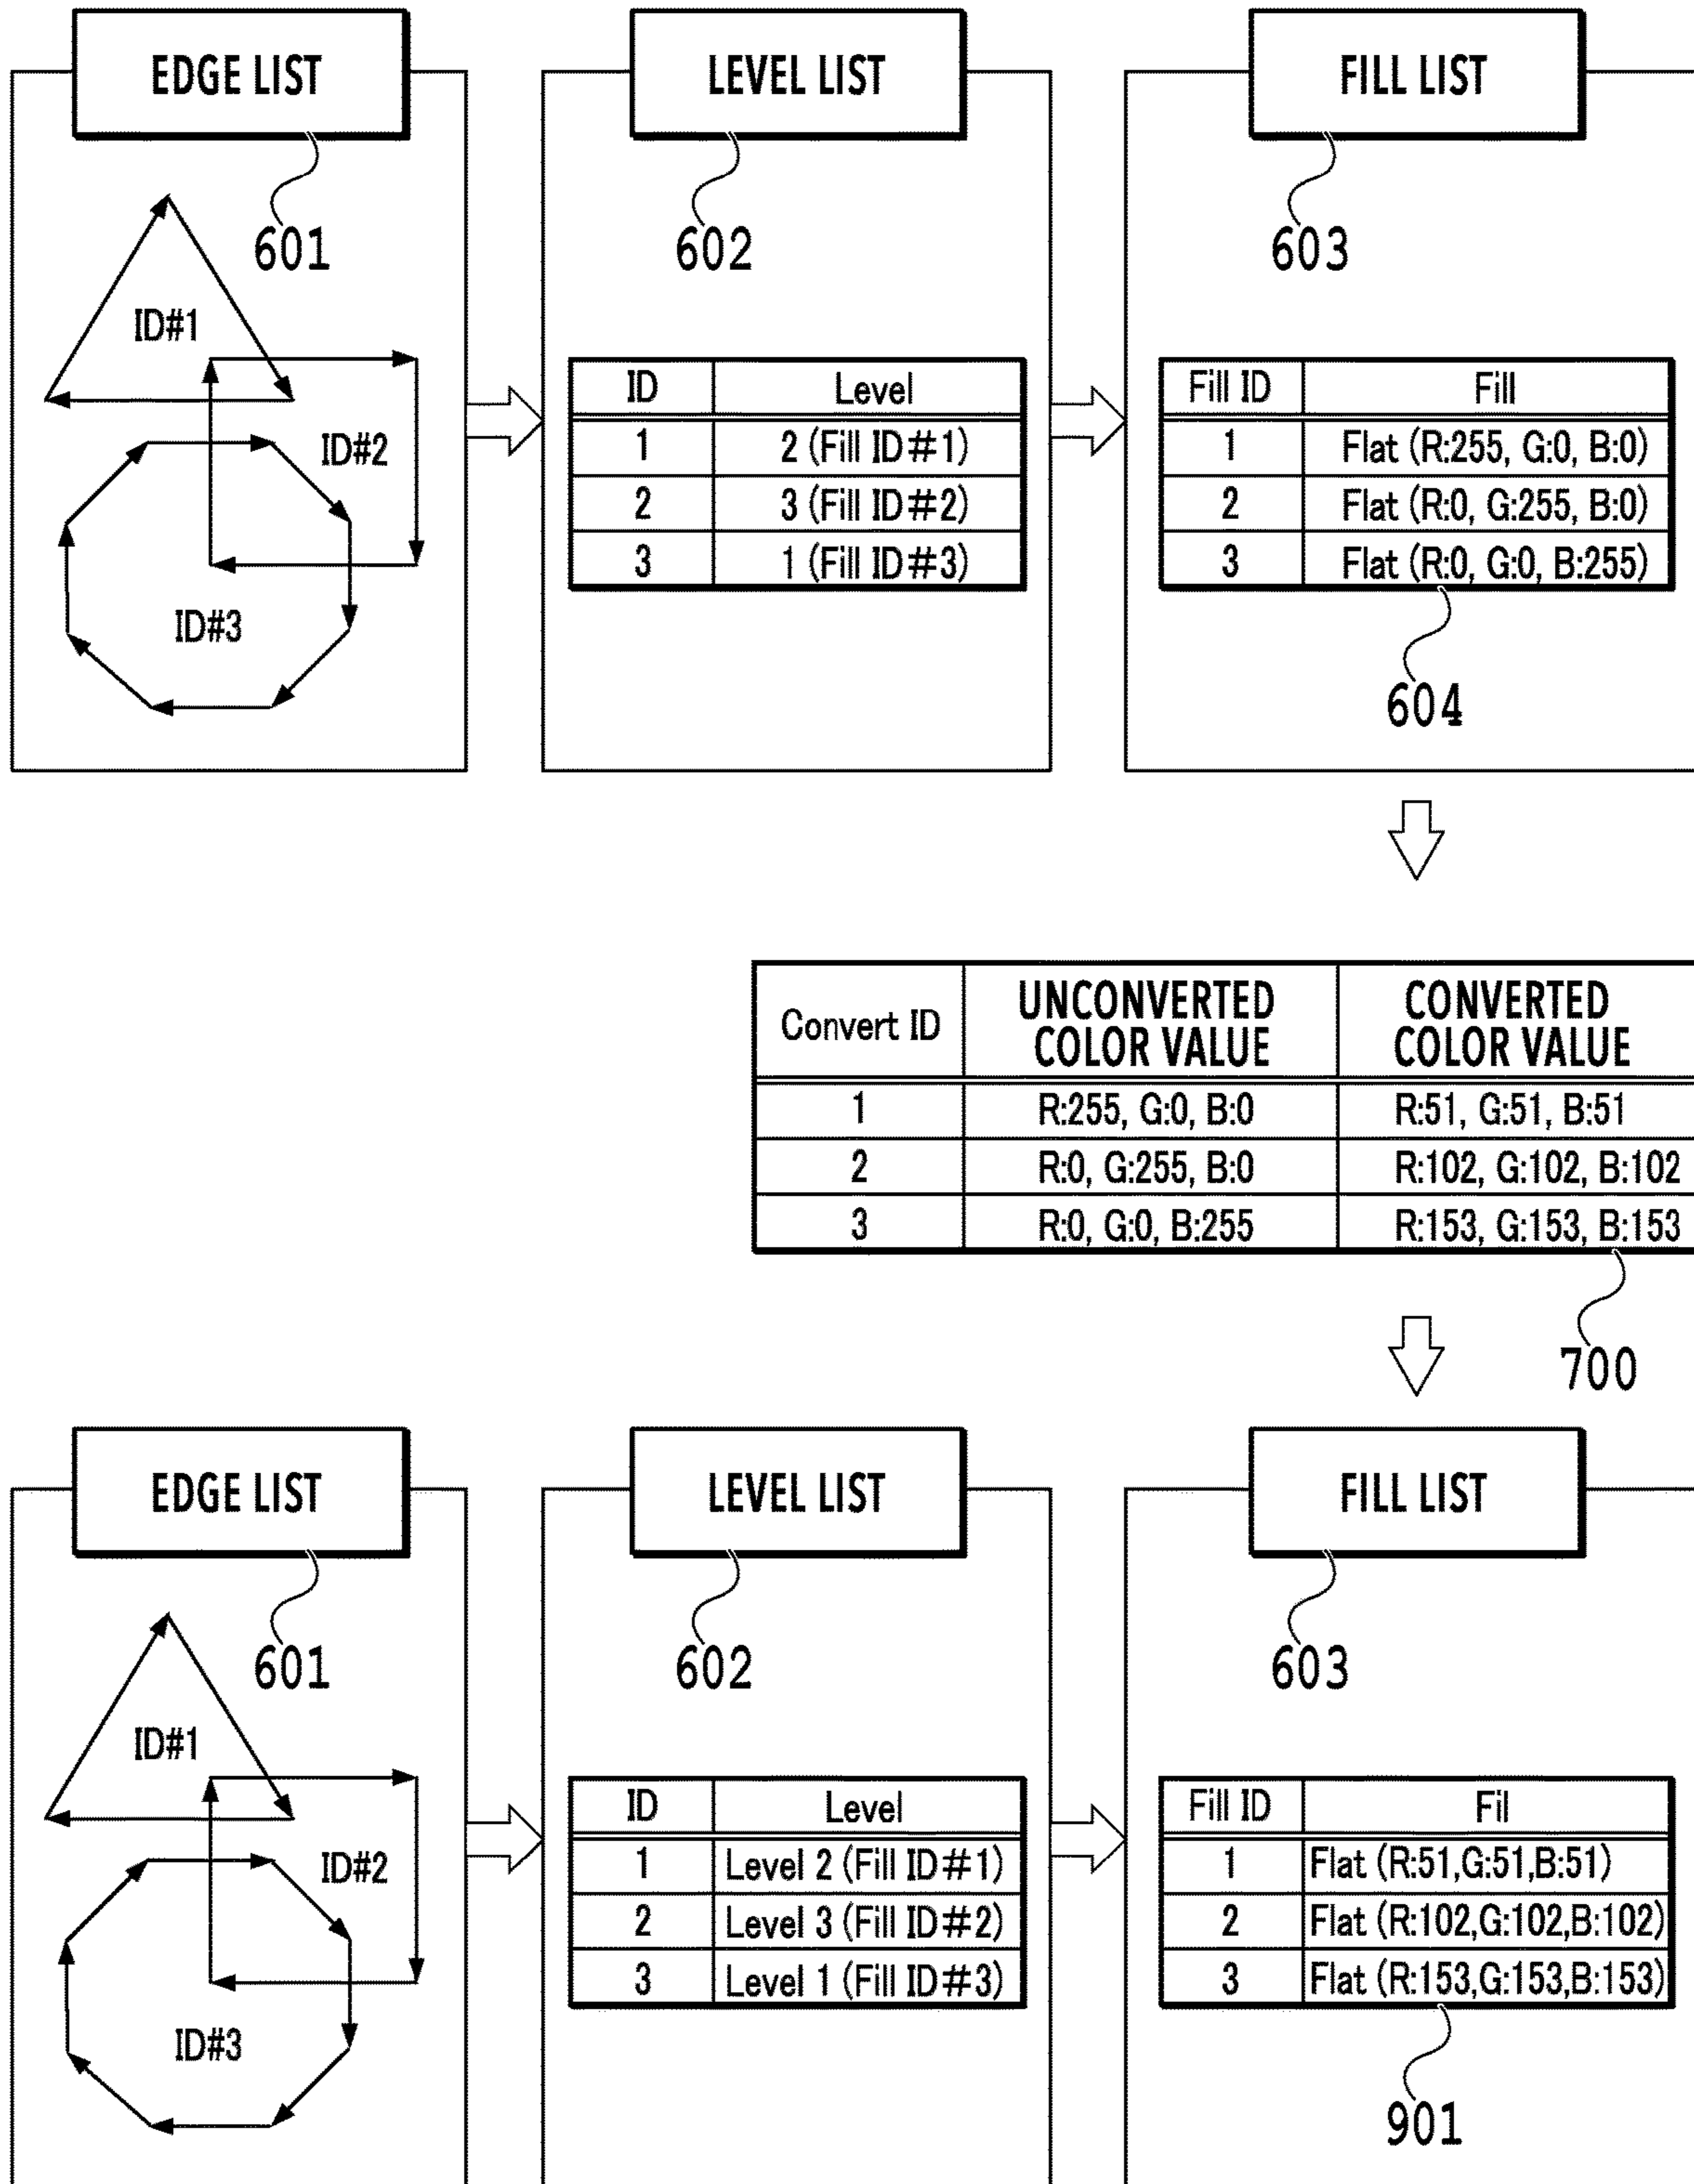 EDGE LIST
601
ID#1
ID#2
ID#3
LEVEL LIST
602
ID Level
1 2 (Fill ID#1)
2 3 (Fill ID#2)
3 1 (Fill ID#3)
FILL LIST
603
Fill ID Fill
1 Flat (R:255, G:0, B:0)
2 Flat (R:0, G:255, B:0)
3 Flat (R:0, G:0, B:255)
604
Convert ID UNCONVERTED COLOR VALUE CONVERTED COLOR VALUE
1 R:255, G:0, B:0 R:51, G:51, B:51
2 R:0, G:255, B:0 R:102, G:102, B:102
3 R:0, G:0, B:255 R:153, G:153, B:153
700
EDGE LIST
601
ID#1
ID#2
ID#3
LEVEL LIST
602
ID Level
1 Level 2 (Fill ID#1)
2 Level 3 (Fill ID#2)
3 Level 1 (Fill ID#3)
FILL LIST
603
Fill ID Fil
1 Flat (R:51,G:51,B:51)
2 Flat (R:102,G:102,B:102)
3 Flat (R:153,G:153,B:153)
901